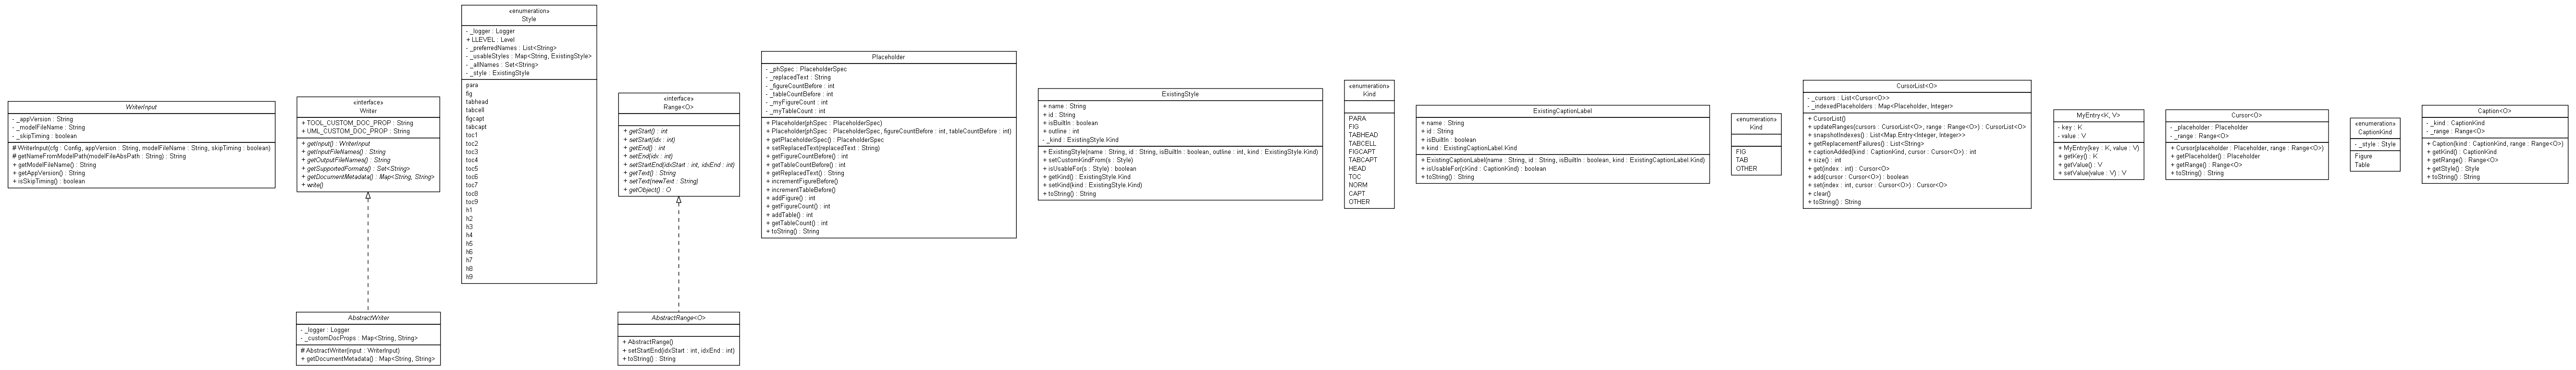 WriterInput
- _appVersion : String
- _modelFileName : String
- _skipTiming : boolean
# WriterInput(cfg : Config, appVersion : String, modelFileName : String, skipTiming : boolean)
# getNameFromModelPath(modelFileAbsPath : String) : String
+ getModelFileName() : String
+ getAppVersion() : String
+ isSkipTiming() : boolean
«interface»
Writer
+ TOOL_CUSTOM_DOC_PROP : String
+ UML_CUSTOM_DOC_PROP : String
+ getInput() : WriterInput
+ getInputFileNames() : String
+ getOutputFileNames() : String
+ getSupportedFormats() : Set<String>
+ getDocumentMetadata() : Map<String, String>
+ write()
AbstractWriter
- _logger : Logger
- _customDocProps : Map<String, String>
# AbstractWriter(input : WriterInput)
+ getDocumentMetadata() : Map<String, String>
«enumeration»
Style
- _logger : Logger
+ LLEVEL : Level
- _preferredNames : List<String>
- _usableStyles : Map<String, ExistingStyle>
- _allNames : Set<String>
- _style : ExistingStyle
para
fig
tabhead
tabcell
figcapt
tabcapt
toc1
toc2
toc3
toc4
toc5
toc6
toc7
toc8
toc9
h1
h2
h3
h4
h5
h6
h7
h8
h9
«interface»
Range<O>
+ getStart() : int
+ setStart(idx : int)
+ getEnd() : int
+ setEnd(idx : int)
+ setStartEnd(idxStart : int, idxEnd : int)
+ getText() : String
+ setText(newText : String)
+ getObject() : O
AbstractRange<O>
+ AbstractRange()
+ setStartEnd(idxStart : int, idxEnd : int)
+ toString() : String
Placeholder
- _phSpec : PlaceholderSpec
- _replacedText : String
- _figureCountBefore : int
- _tableCountBefore : int
- _myFigureCount : int
- _myTableCount : int
+ Placeholder(phSpec : PlaceholderSpec)
+ Placeholder(phSpec : PlaceholderSpec, figureCountBefore : int, tableCountBefore : int)
+ getPlaceholderSpec() : PlaceholderSpec
+ setReplacedText(replacedText : String)
+ getFigureCountBefore() : int
+ getTableCountBefore() : int
+ getReplacedText() : String
+ incrementFigureBefore()
+ incrementTableBefore()
+ addFigure() : int
+ getFigureCount() : int
+ addTable() : int
+ getTableCount() : int
+ toString() : String
ExistingStyle
+ name : String
+ id : String
+ isBuiltIn : boolean
+ outline : int
- _kind : ExistingStyle.Kind
+ ExistingStyle(name : String, id : String, isBuiltIn : boolean, outline : int, kind : ExistingStyle.Kind)
+ setCustomKindFrom(s : Style)
+ isUsableFor(s : Style) : boolean
+ getKind() : ExistingStyle.Kind
+ setKind(kind : ExistingStyle.Kind)
+ toString() : String
«enumeration»
Kind
PARA
FIG
TABHEAD
TABCELL
FIGCAPT
TABCAPT
HEAD
TOC
NORM
CAPT
OTHER
ExistingCaptionLabel
+ name : String
+ id : String
+ isBuiltIn : boolean
+ kind : ExistingCaptionLabel.Kind
+ ExistingCaptionLabel(name : String, id : String, isBuiltIn : boolean, kind : ExistingCaptionLabel.Kind)
+ isUsableFor(cKind : CaptionKind) : boolean
+ toString() : String
«enumeration»
Kind
FIG
TAB
OTHER
CursorList<O>
- _cursors : List<Cursor<O>>
- _indexedPlaceholders : Map<Placeholder, Integer>
+ CursorList()
+ updateRanges(cursors : CursorList<O>, range : Range<O>) : CursorList<O>
+ snapshotIndexes() : List<Map.Entry<Integer, Integer>>
+ getReplacementFailures() : List<String>
+ captionAdded(kind : CaptionKind, cursor : Cursor<O>) : int
+ size() : int
+ get(index : int) : Cursor<O>
+ add(cursor : Cursor<O>) : boolean
+ set(index : int, cursor : Cursor<O>) : Cursor<O>
+ clear()
+ toString() : String
MyEntry<K, V>
- key : K
- value : V
+ MyEntry(key : K, value : V)
+ getKey() : K
+ getValue() : V
+ setValue(value : V) : V
Cursor<O>
- _placeholder : Placeholder
- _range : Range<O>
+ Cursor(placeholder : Placeholder, range : Range<O>)
+ getPlaceholder() : Placeholder
+ getRange() : Range<O>
+ toString() : String
«enumeration»
CaptionKind
- _style : Style
Figure
Table
Caption<O>
- _kind : CaptionKind
- _range : Range<O>
+ Caption(kind : CaptionKind, range : Range<O>)
+ getKind() : CaptionKind
+ getRange() : Range<O>
+ getStyle() : Style
+ toString() : String